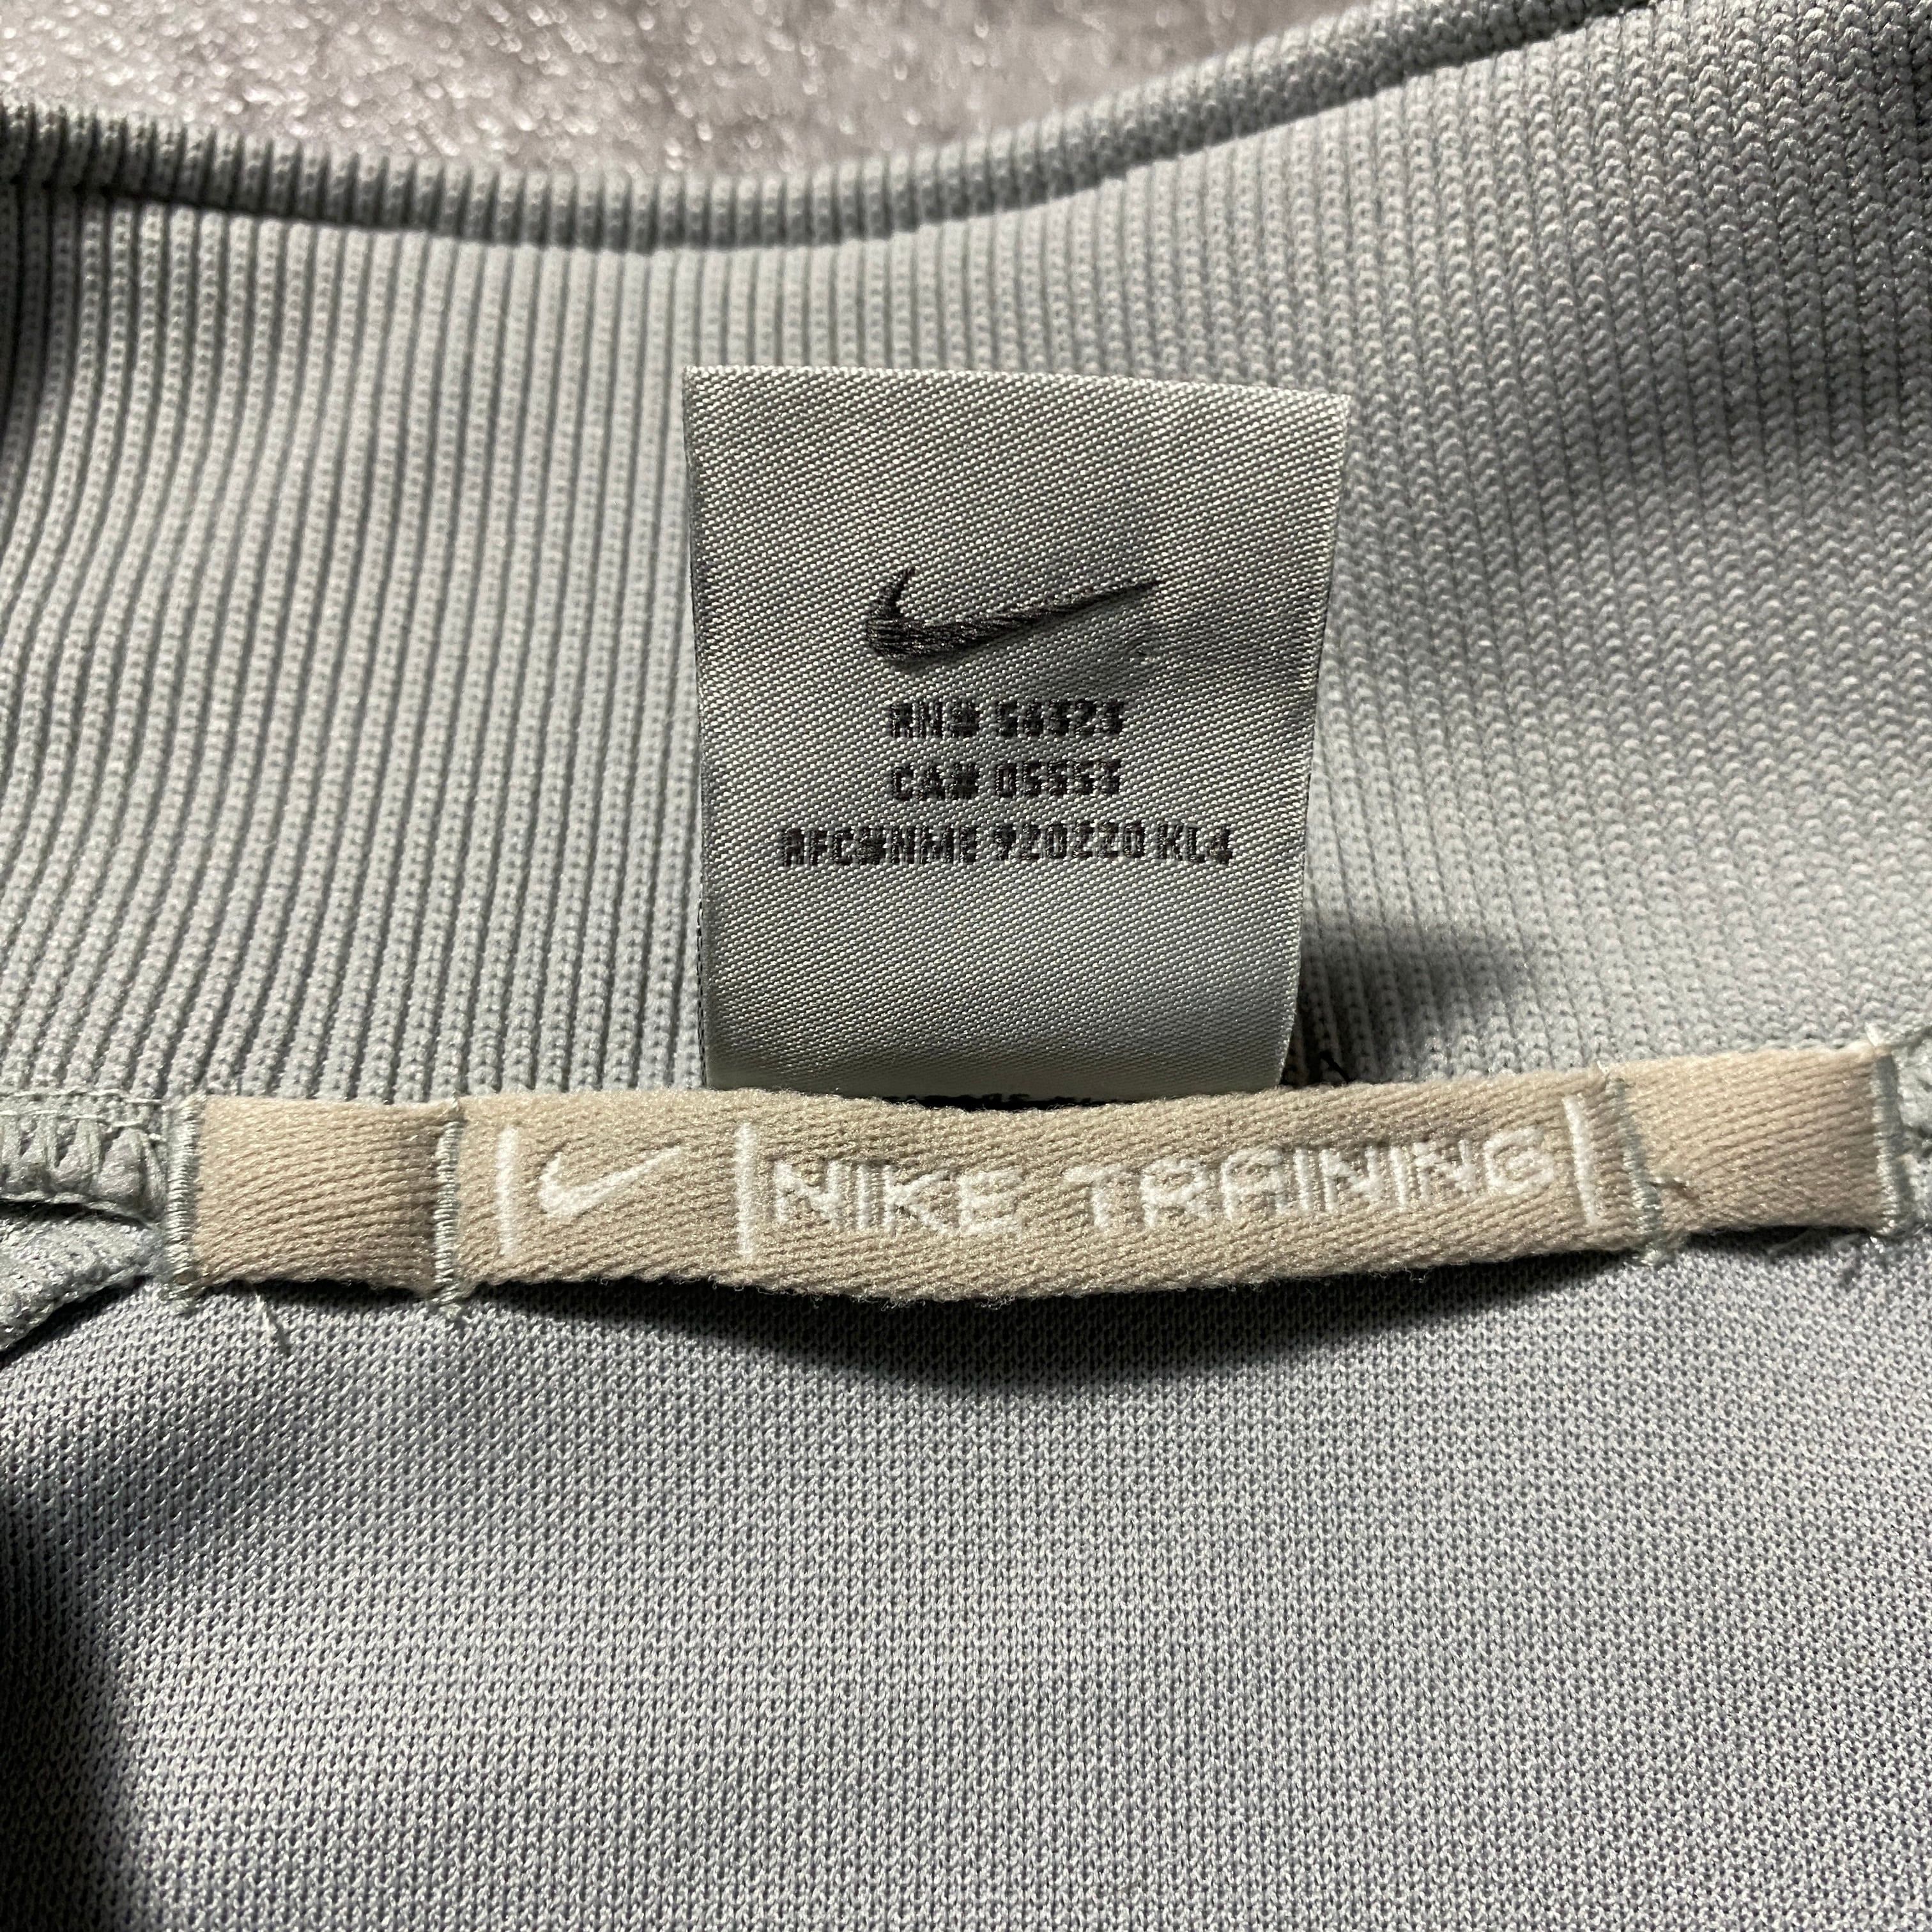 RN# 56323
CA# 05553
RFC#NME 920220 KL4
NIKE TRAINING